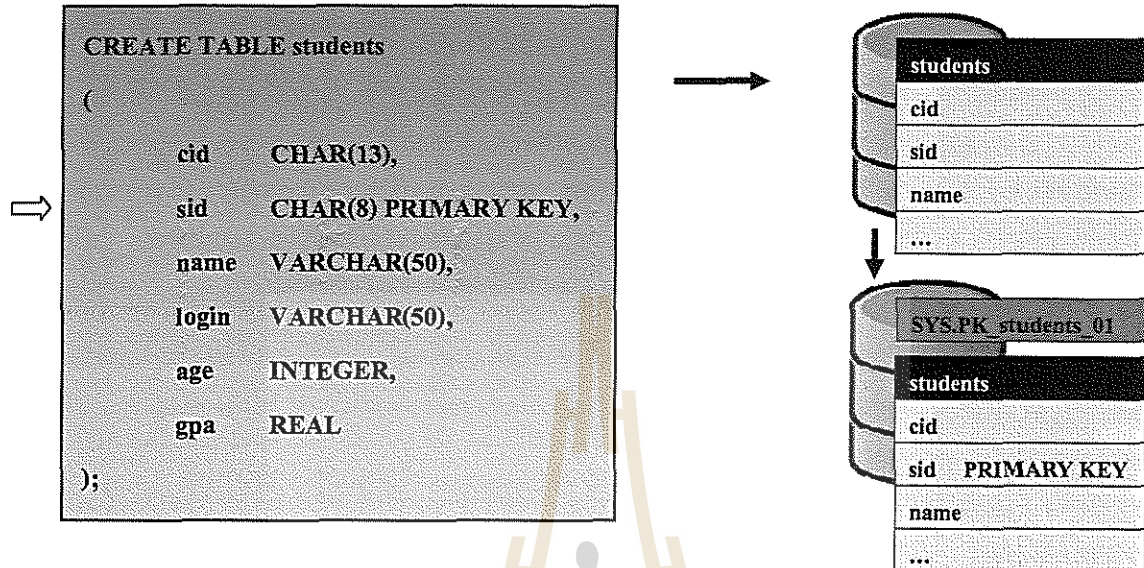 CREATE TABLE students
(
cid CHAR(13),
sid CHAR(8) PRIMARY KEY,
name VARCHAR(50),
login VARCHAR(50),
age INTEGER,
gpa REAL
);
students
cid
sid
name
...
SYS.PK_students_01
students
cid
sid PRIMARY KEY
name
...